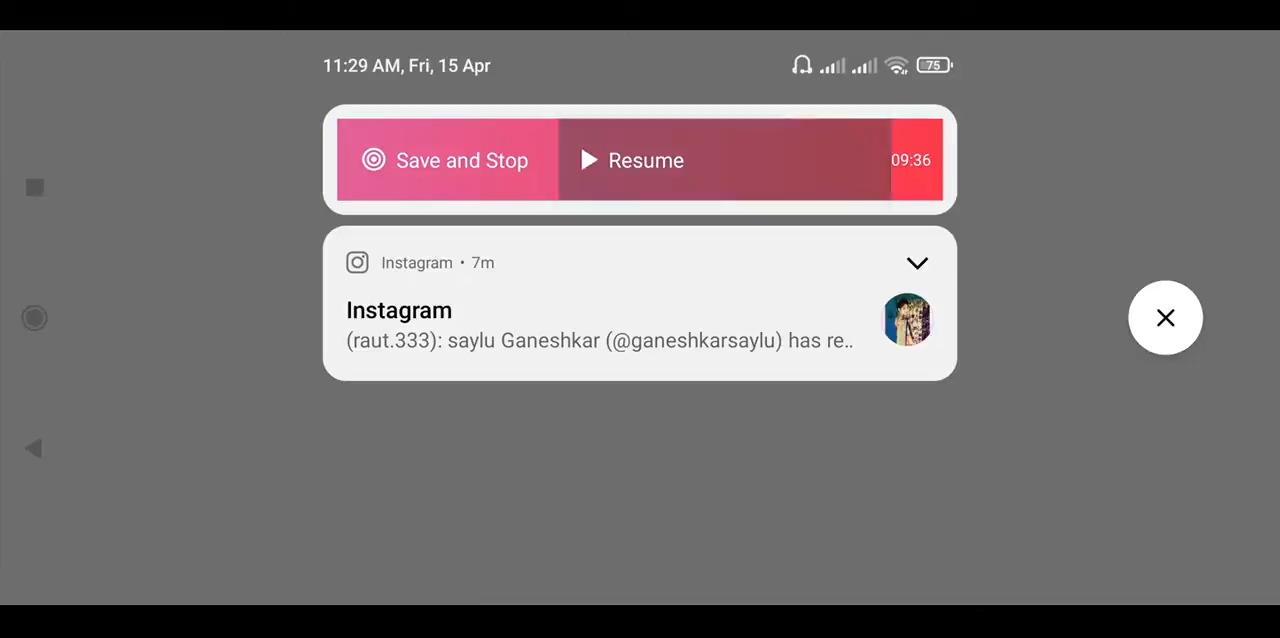 11:29 AM, Fri, 15 Apr
75
Save and Stop
Resume
09:36
Instagram • 7m
Instagram
(raut.333): saylu Ganeshkar (@ganeshkarsaylu) has re..